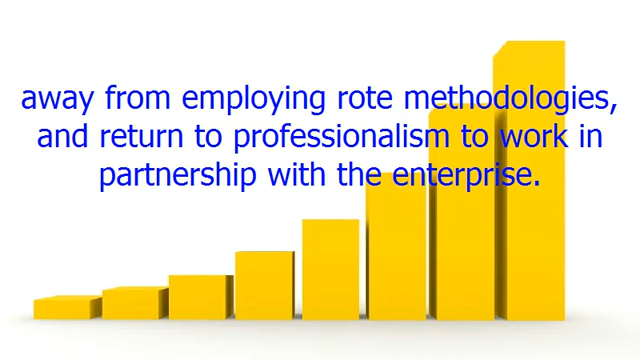 away from employing rote methodologies,
and return to professionalism to work in
partnership with the enterprise.